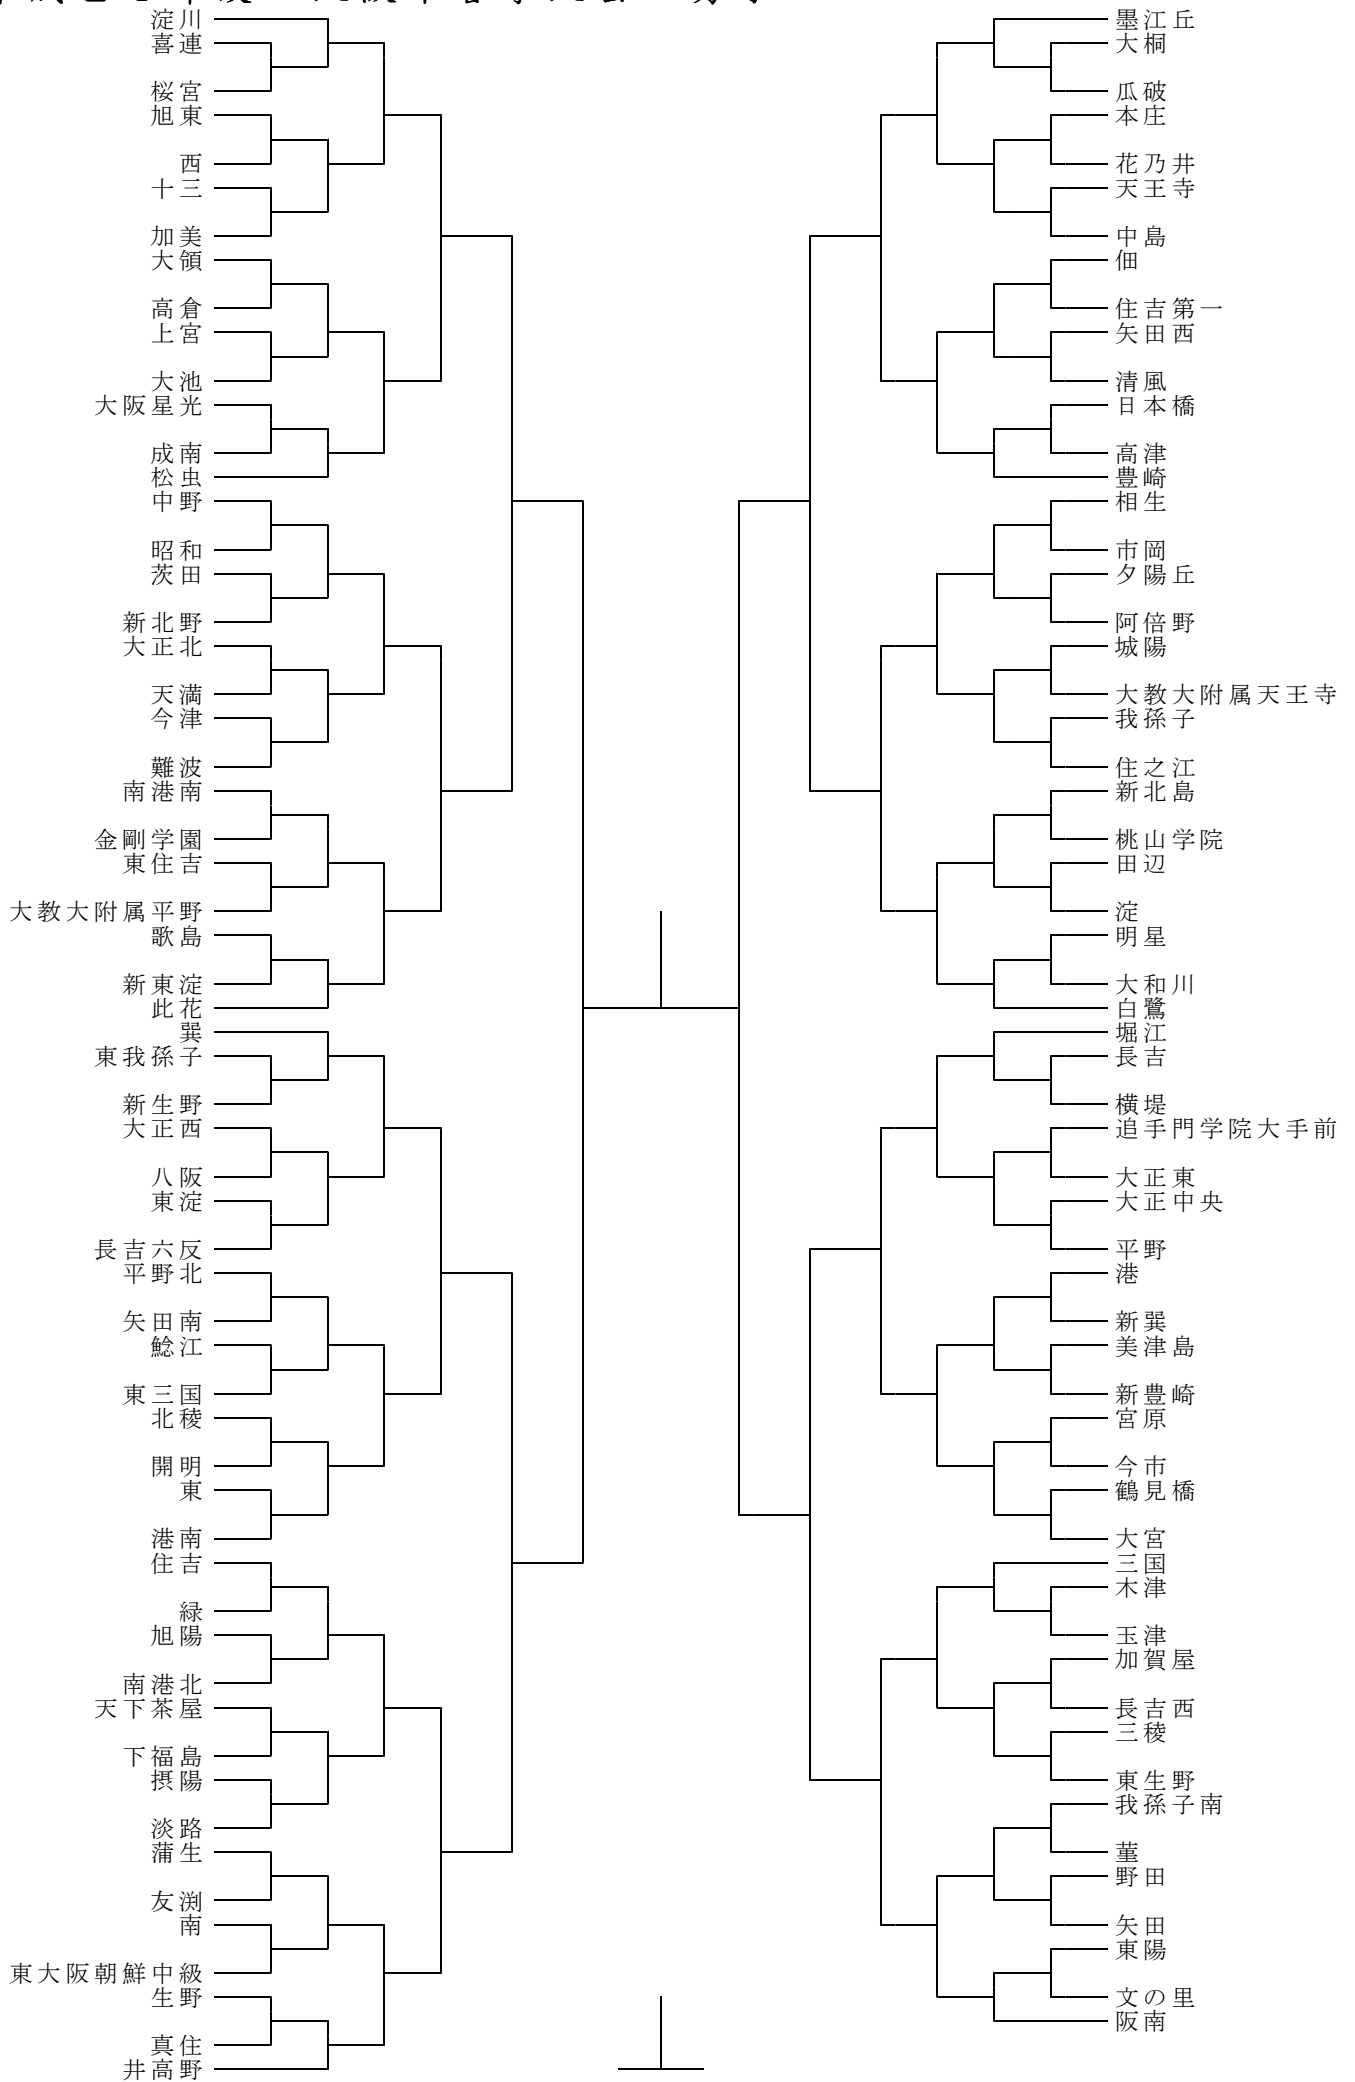 淀川
喜連
桜宮
旭東
西
十三
加美
大領
高倉
上宮
大池
大阪星光
成南
松虫
中野
昭和
茨田
新北野
大正北
天満
今津
難波
南港南
金剛学園
東住吉
大教大附属平野
歌島
新東淀
此花
巽
東我孫子
新生野
大正西
八阪
東淀
長吉六反
平野北
矢田南
鯰江
東三国
北稜
開明
東
港南
住吉
緑
旭陽
南港北
天下茶屋
下福島
摂陽
淡路
蒲生
友渕
南
東大阪朝鮮中級
生野
真住
井高野
墨江丘
大桐
瓜破
本庄
花乃井
天王寺
中島
佃
住吉第一
矢田西
清風
日本橋
高津
豊崎
相生
市岡
夕陽丘
阿倍野
城陽
大教大附属天王寺
我孫子
住之江
新北島
桃山学院
田辺
淀
明星
大和川
白鷺
堀江
長吉
横堤
追手門学院大手前
大正東
大正中央
平野
港
新巽
美津島
新豊崎
宮原
今市
鶴見橋
大宮
三国
木津
玉津
加賀屋
長吉西
三稜
東生野
我孫子南
菫
野田
矢田
東陽
文の里
阪南